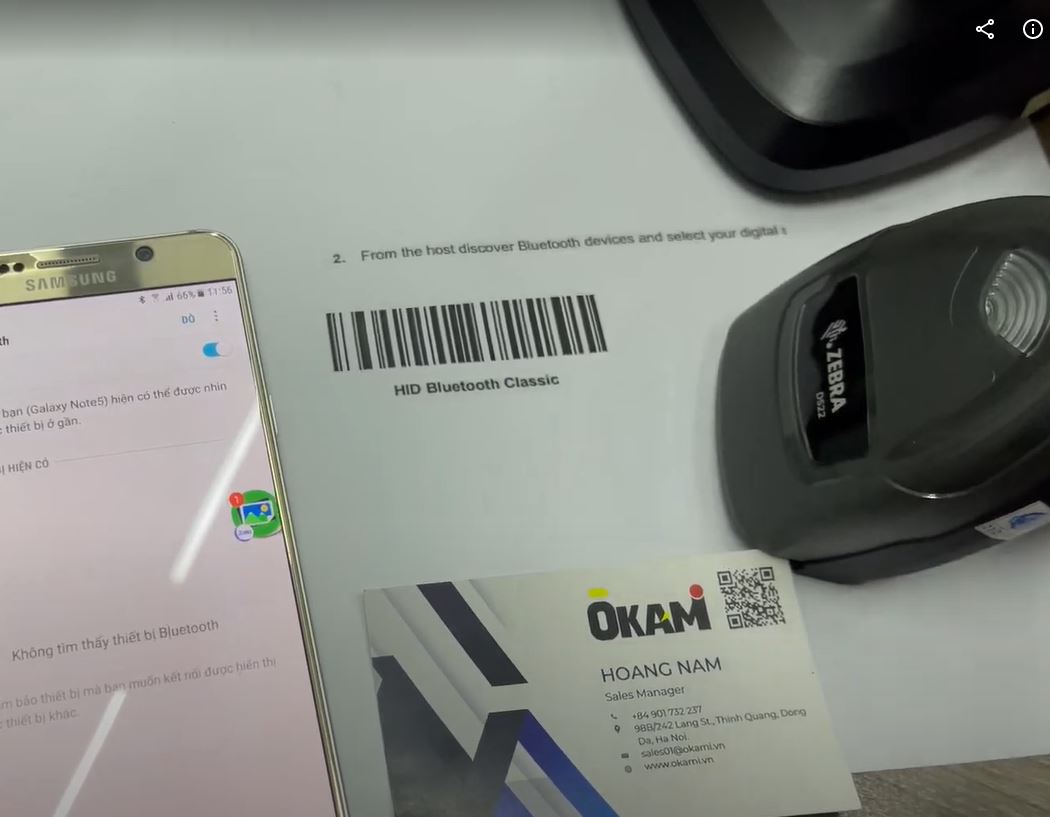 2. From the host discover Bluetooth devices and select your digital s
HID Bluetooth Classic
SAMSUNG
66% 11:56
th
DÒ
bạn (Galaxy Note5) hiện có thể được nhìn
thiết bị ở gần.
BỊ HIỆN CÓ
1
Zalo
Không tìm thấy thiết bị Bluetooth
m bảo thiết bị mà bạn muốn kết nối được hiển thị
thiết bị khác.
ZEBRA
DS22
OKAMI
HOANG NAM
Sales Manager
+84 901 732 237
98B/242 Lang St., Thinh Quang, Dong
Da, Ha Noi.
sales01@okami.vn
www.okami.vn